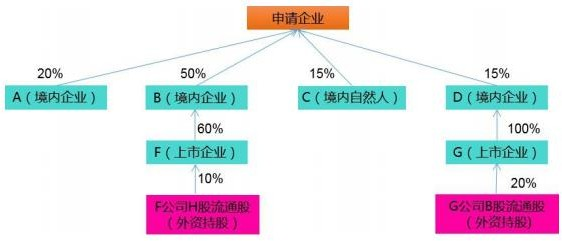 申请企业
20%
50%
15%
15%
A（境内企业）
B（境内企业）
C（境内自然人）
D（境内企业）
60%
100%
F（上市企业）
G（上市企业）
10%
20%
F公司H股流通股
（外资持股）
G公司B股流通股
（外资持股）